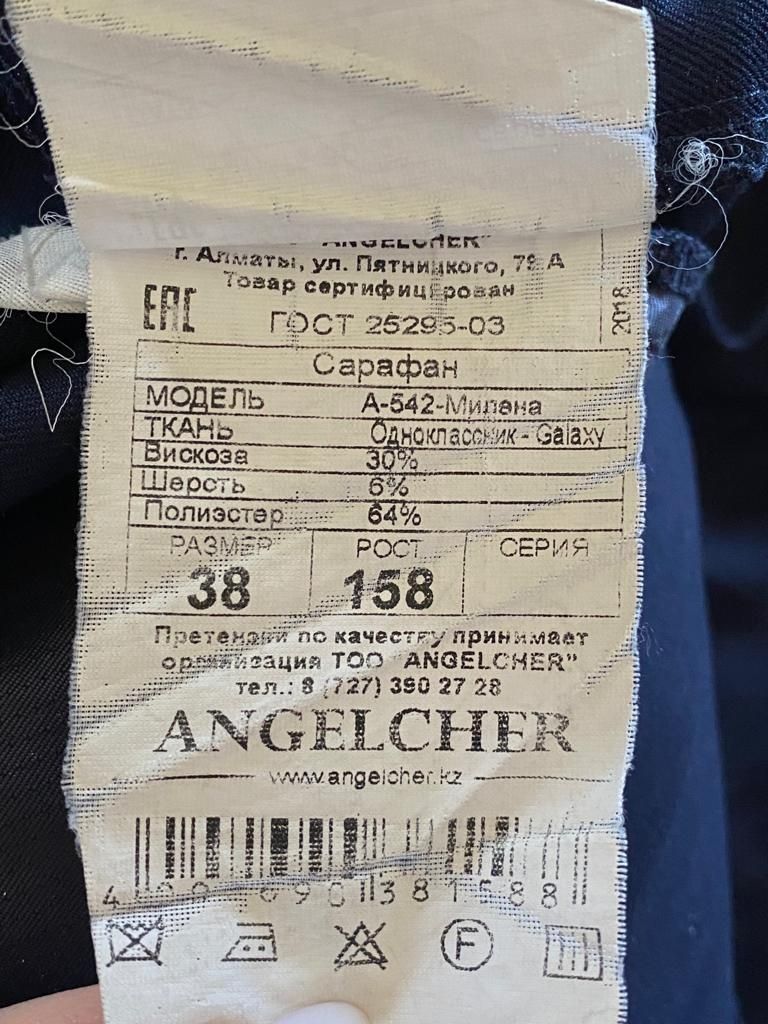 "ANGELCHER"
г. Алматы, ул. Пятницкого, 79 А
Товар сертифицирован
ЕАС
ГОСТ 25295-03
2018
Сарафан
МОДЕЛЬ А-542-Милена
ТКАНЬ Одноклассник - Galaxy
Вискоза 30%
Шерсть 6%
Полиэстер 64%
РАЗМЕР РОСТ СЕРИЯ
38 158
Претензии по качеству принимает
организация ТОО "ANGELCHER"
тел.: 8 (727) 390 27 28
ANGELCHER
www.angelcher.kz
F